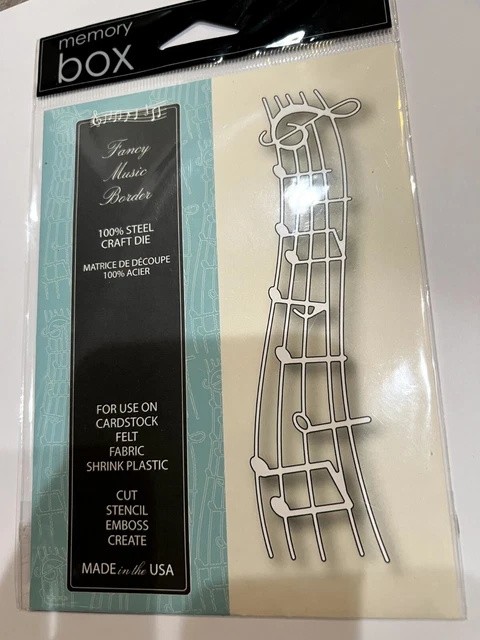 memory
box
Fancy
Music
Border
100% STEEL
CRAFT DIE
MATRICE DE DÉCOUPE
100% ACIER
FOR USE ON
CARDSTOCK
FELT
FABRIC
SHRINK PLASTIC
CUT
STENCIL
EMBOSS
CREATE
MADE in the USA